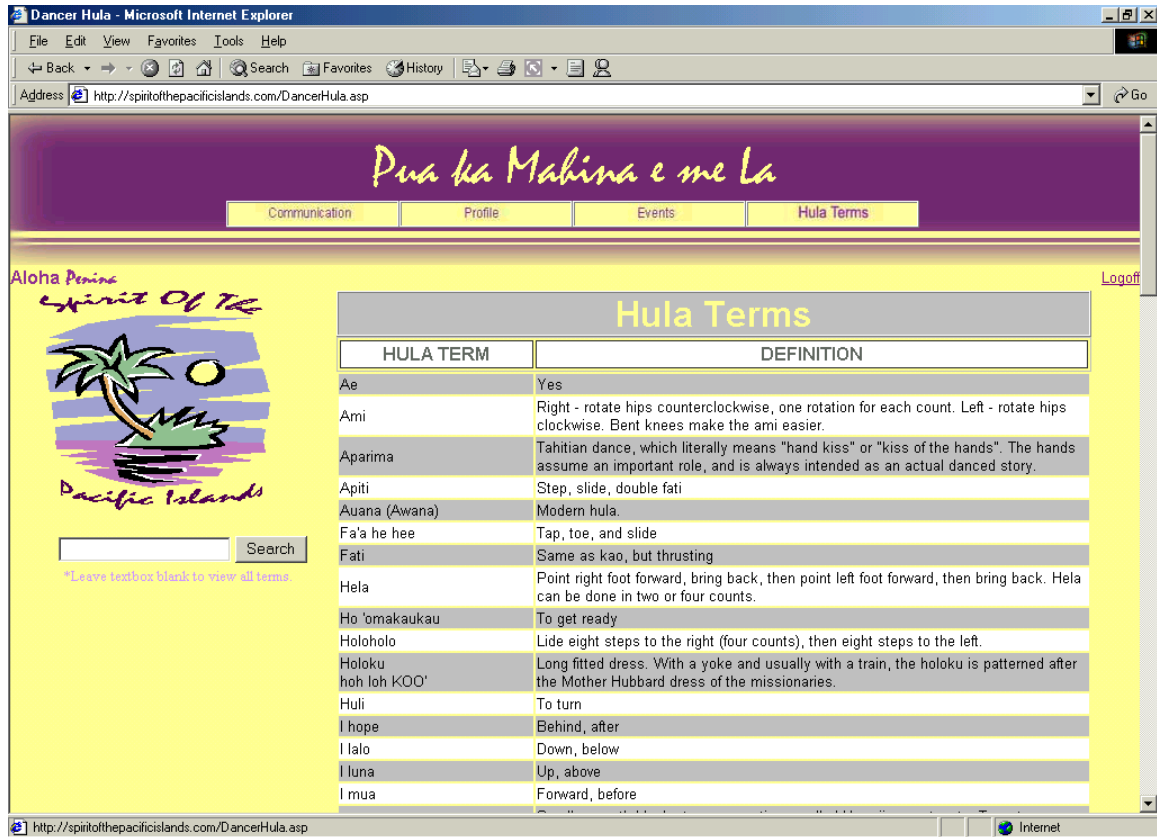 Dancer Hula - Microsoft Internet Explorer
File Edit View Favorites Tools Help
Back Search Favorites History
Address http://spiritofthepacificislands.com/DancerHula.asp Go
Pua ka Mahina e me La
Communication Profile Events Hula Terms
Aloha Penina Logoff
Spirit Of The
Pacific Islands
Search
*Leave textbox blank to view all terms.
Hula Terms
HULA TERM DEFINITION
Ae Yes
Ami Right - rotate hips counterclockwise, one rotation for each count. Left - rotate hips
clockwise. Bent knees make the ami easier.
Aparima Tahitian dance, which literally means "hand kiss" or "kiss of the hands". The hands
assume an important role, and is always intended as an actual danced story.
Apiti Step, slide, double fati
Auana (Awana) Modern hula.
Fa'a he hee Tap, toe, and slide
Fati Same as kao, but thrusting
Hela Point right foot forward, bring back, then point left foot forward, then bring back. Hela
can be done in two or four counts.
Ho 'omakaukau To get ready
Holoholo Lide eight steps to the right (four counts), then eight steps to the left.
Holoku Long fitted dress. With a yoke and usually with a train, the holoku is patterned after
hoh loh KOO' the Mother Hubbard dress of the missionaries.
Huli To turn
I hope Behind, after
I lalo Down, below
I luna Up, above
I mua Forward, before
http://spiritofthepacificislands.com/DancerHula.asp Internet